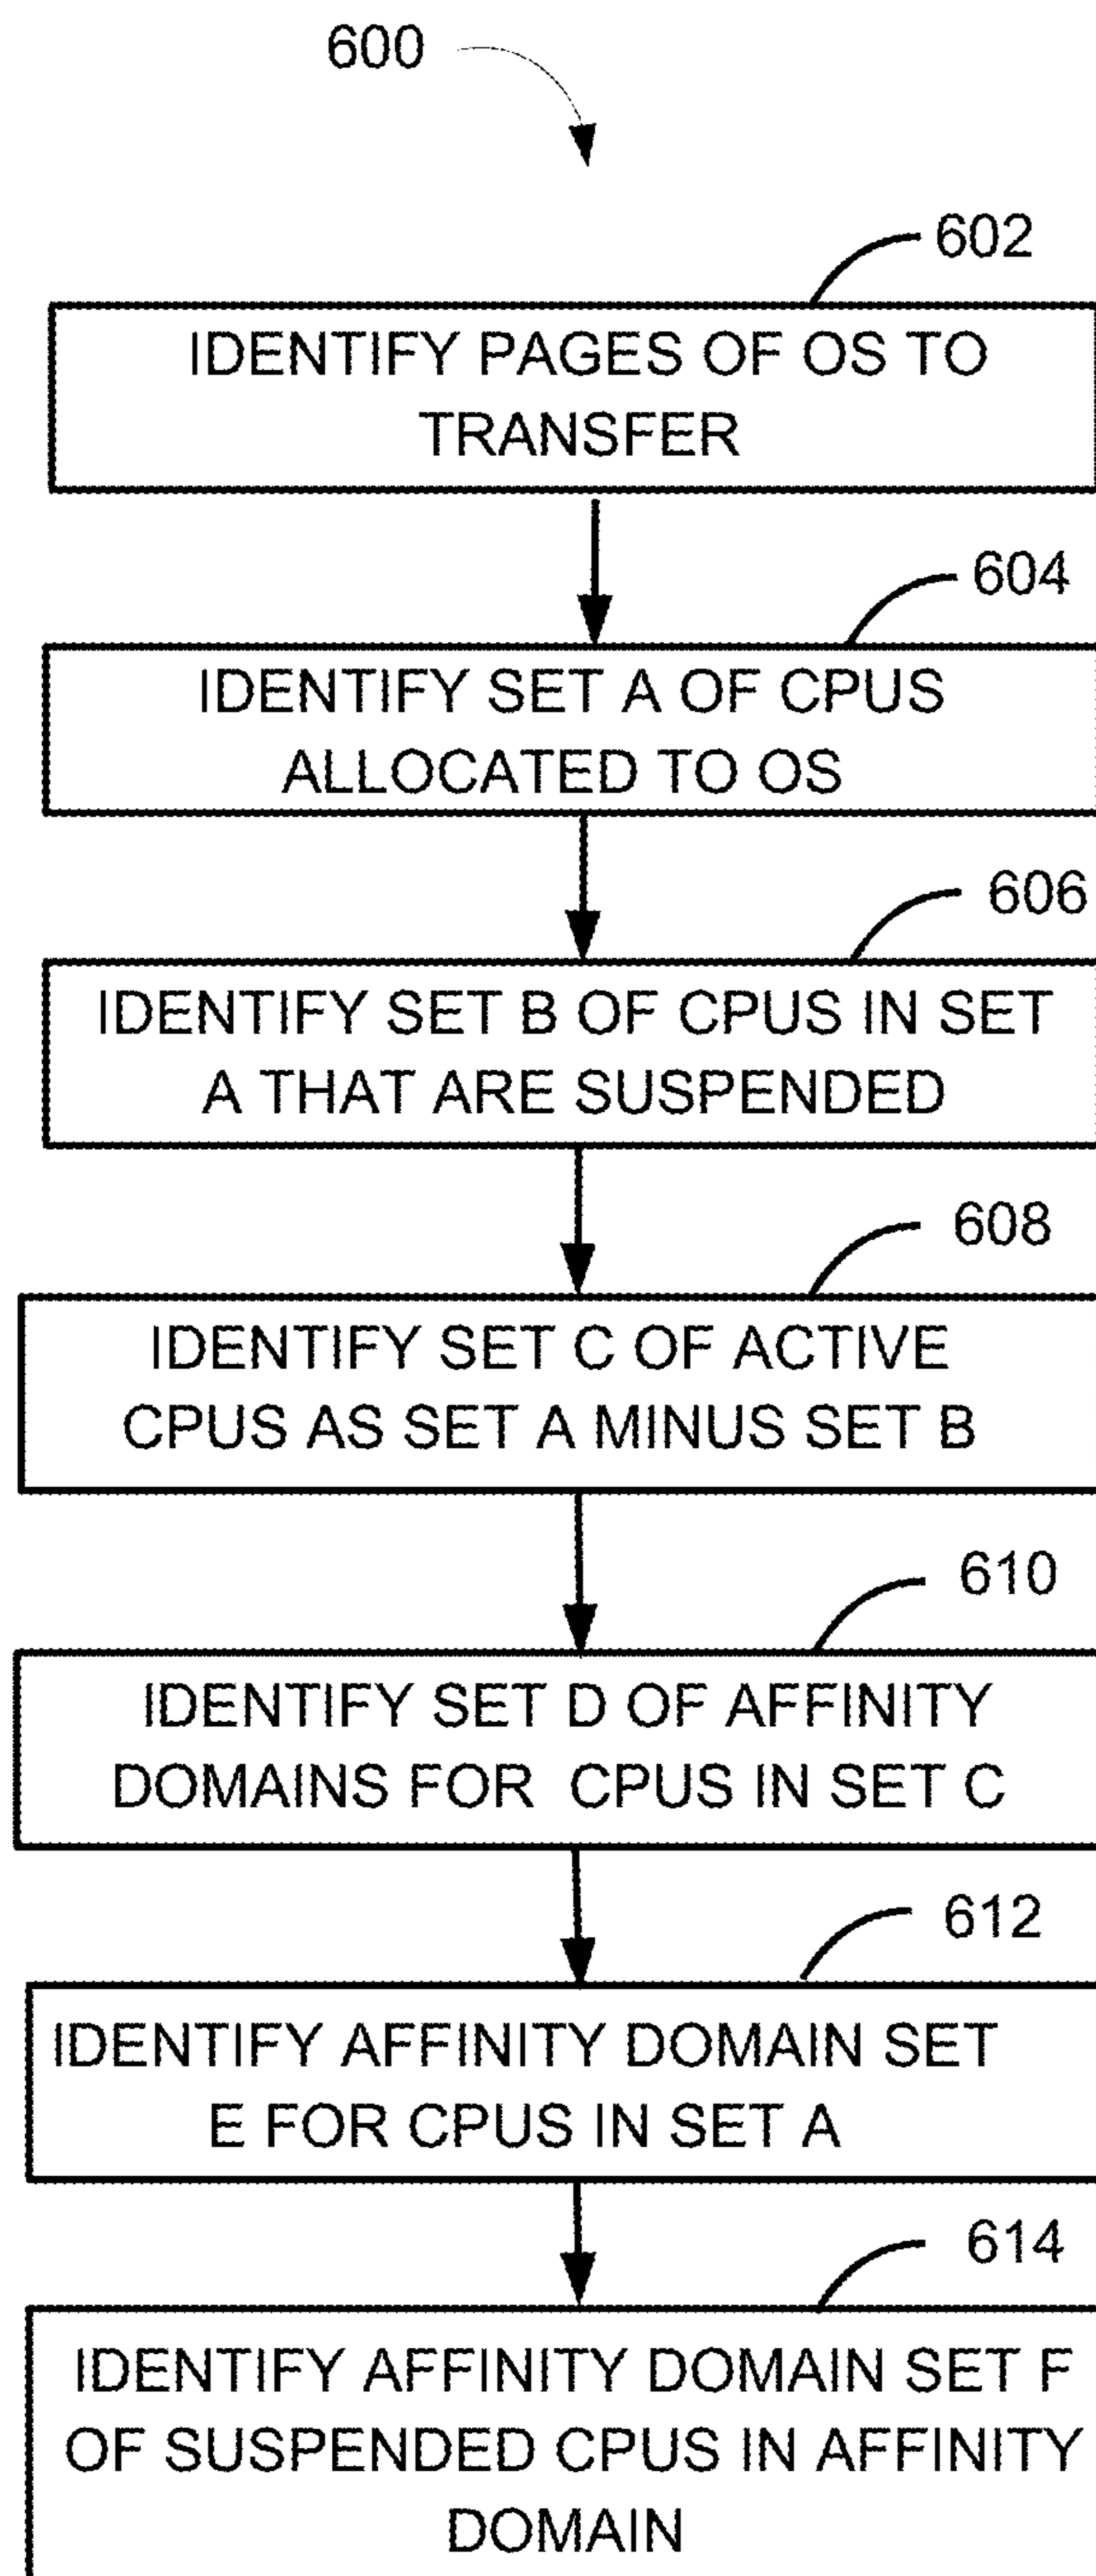 600
602
IDENTIFY PAGES OF OS TO
TRANSFER
604
IDENTIFY SET A OF CPUS
ALLOCATED TO OS
606
IDENTIFY SET B OF CPUS IN SET
A THAT ARE SUSPENDED
608
IDENTIFY SET C OF ACTIVE
CPUS AS SET A MINUS SET B
610
IDENTIFY SET D OF AFFINITY
DOMAINS FOR CPUS IN SET C
612
IDENTIFY AFFINITY DOMAIN SET
E FOR CPUS IN SET A
614
IDENTIFY AFFINITY DOMAIN SET F
OF SUSPENDED CPUS IN AFFINITY
DOMAIN